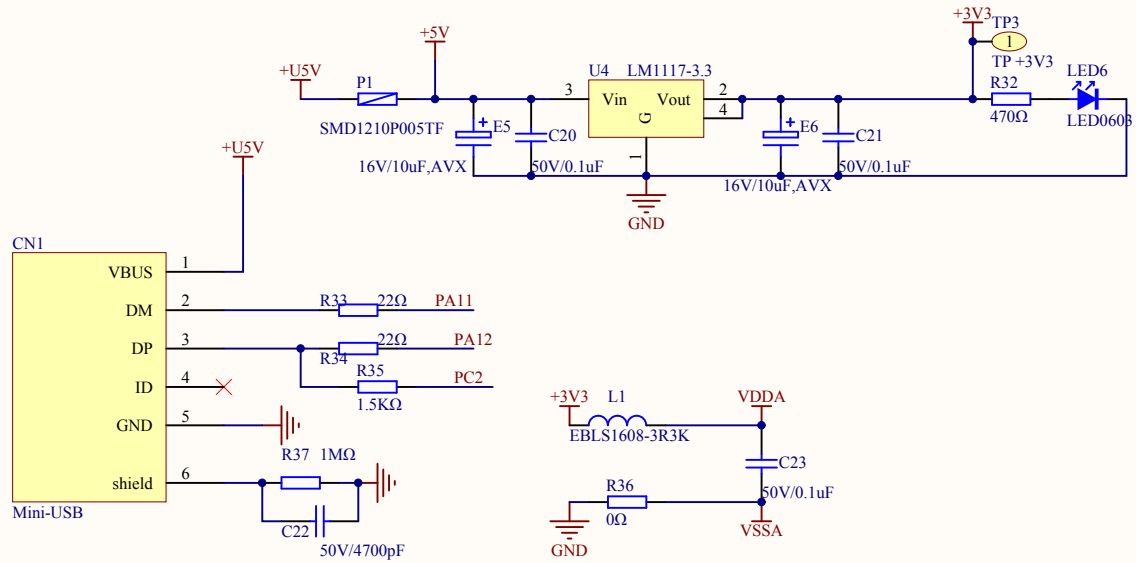 +3V3
TP3
1
TP +3V3
+5V
+U5V
P1
SMD1210P005TF
U4 LM1117-3.3
3 Vin Vout 2
4
G
1
E5
+
16V/10uF,AVX
C20
50V/0.1uF
E6
+
16V/10uF,AVX
C21
50V/0.1uF
R32
470Ω
LED6
LED0603
GND
+U5V
CN1
VBUS 1
DM 2
R33 22Ω PA11
DP 3
R34 22Ω PA12
R35
1.5KΩ
PC2
ID 4
GND 5
shield 6
R37 1MΩ
C22
50V/4700pF
Mini-USB
+3V3
L1
EBLS1608-3R3K
VDDA
C23
50V/0.1uF
R36
0Ω
GND
VSSA